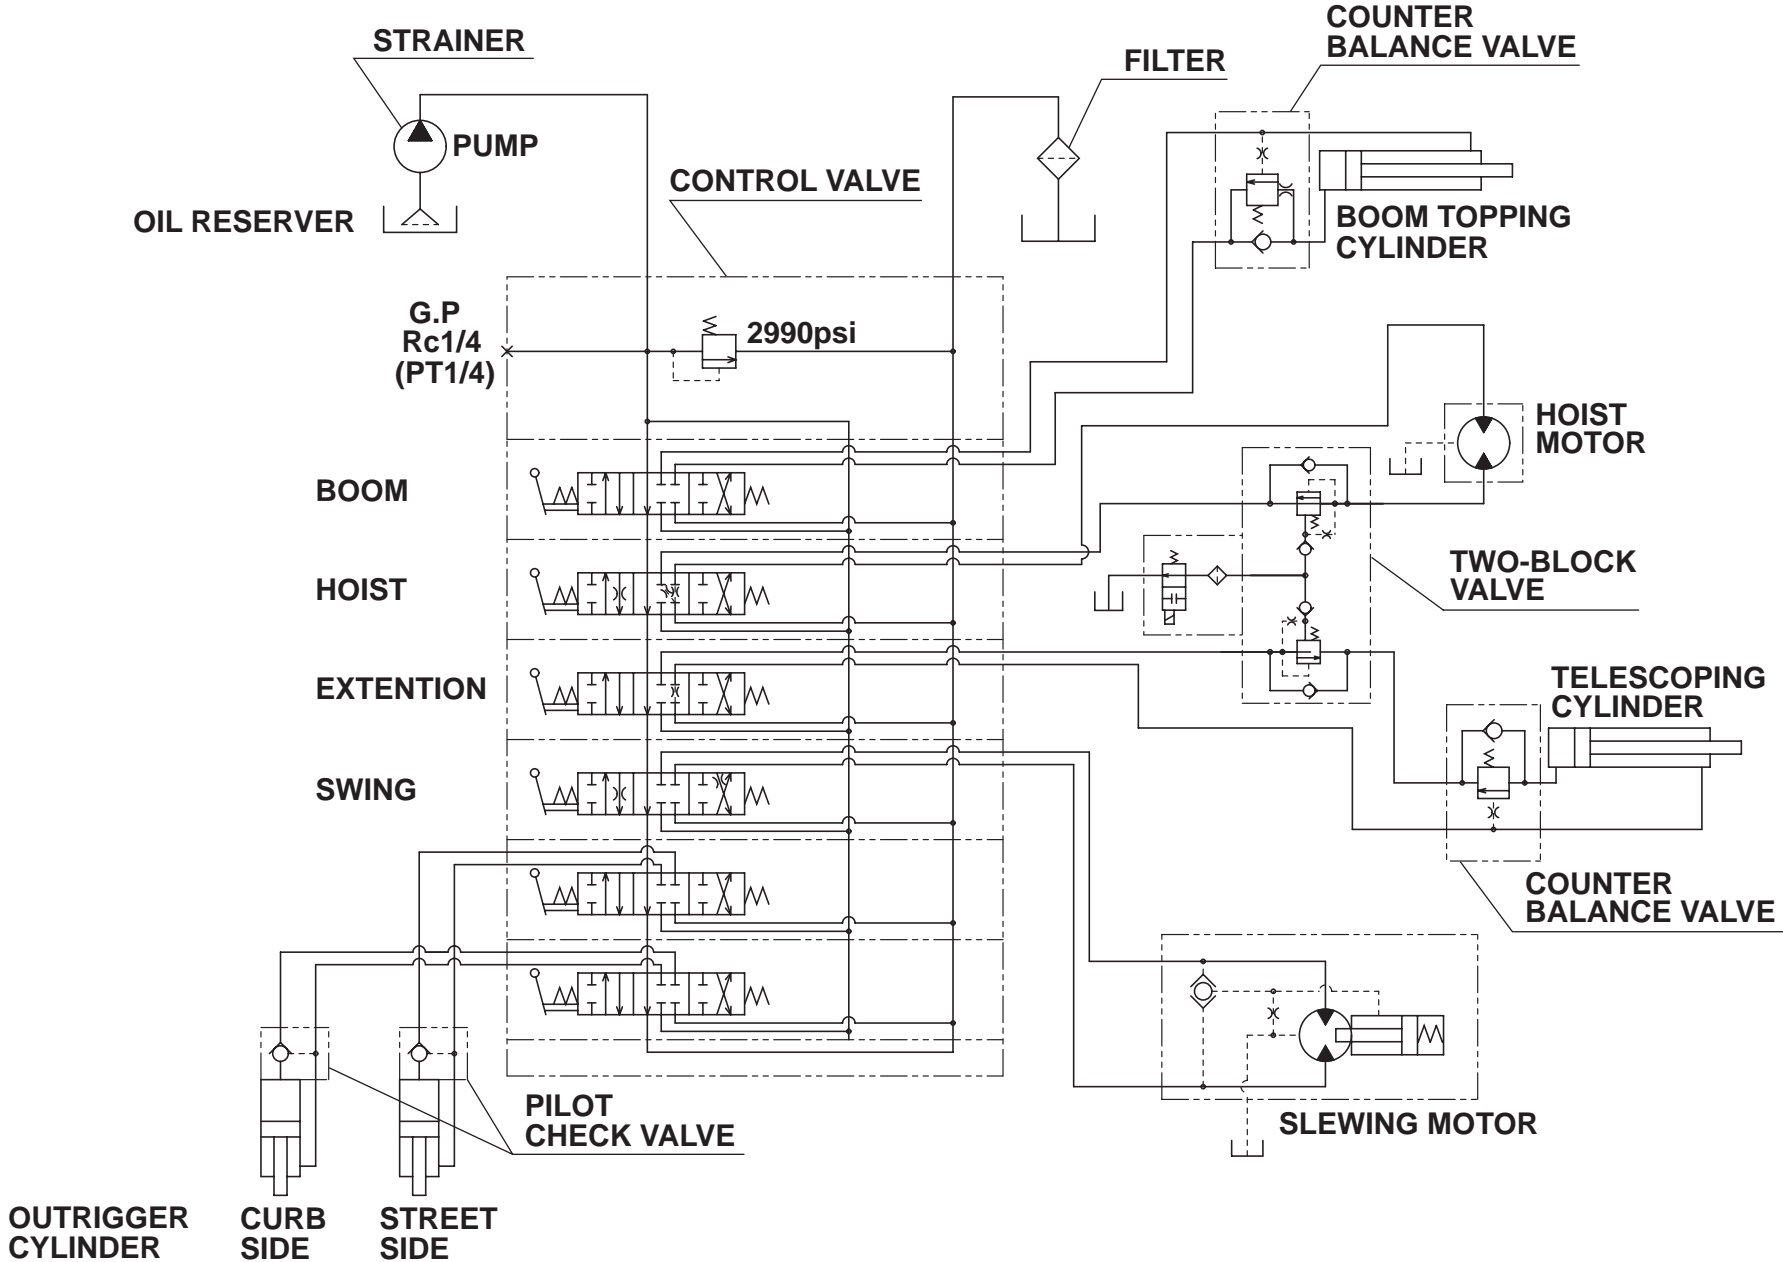 STRAINER
PUMP
OIL RESERVER
CONTROL VALVE
FILTER
COUNTER
BALANCE VALVE
BOOM TOPPING
CYLINDER
G.P
Rc1/4
(PT1/4)
2990psi
HOIST
MOTOR
BOOM
HOIST
EXTENTION
SWING
TWO-BLOCK
VALVE
TELESCOPING
CYLINDER
COUNTER
BALANCE VALVE
SLEWING MOTOR
PILOT
CHECK VALVE
OUTRIGGER
CYLINDER
CURB
SIDE
STREET
SIDE